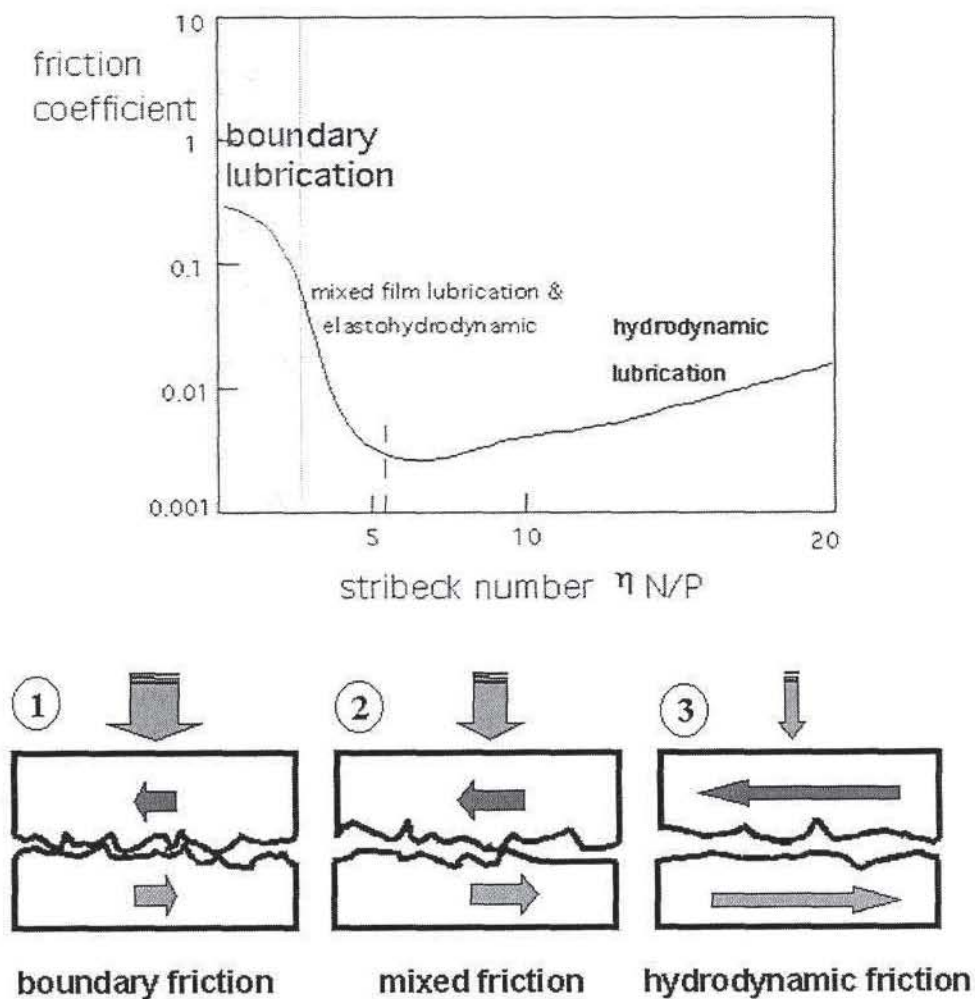 10
friction
coefficient
1
boundary
lubrication
0.1
mixed film lubrication &
elastohydrodynamic
hydrodynamic
lubrication
0.01
0.001
5
10
20
stribeck number η N/P
1
2
3
boundary friction
mixed friction
hydrodynamic friction